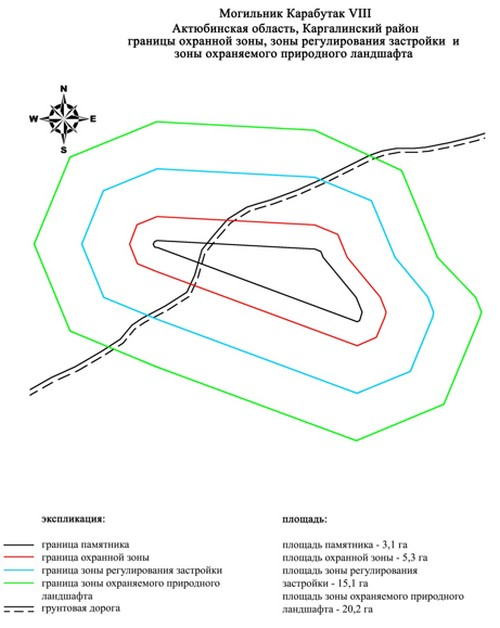 Могильник Карабутак VIII
Актюбинская область, Каргалинский район
границы охранной зоны, зоны регулирования застройки и
зоны охраняемого природного ландшафта
N
W E
S
экспликация:
граница памятника
граница охранной зоны
граница зоны регулирования застройки
граница зоны охраняемого природного
ландшафта
грунтовая дорога
площадь:
площадь памятника - 3,1 га
площадь охранной зоны - 5,3 га
площадь зоны регулирования
застройки - 15,1 га
площадь зоны охраняемого природного
ландшафта - 20,2 га